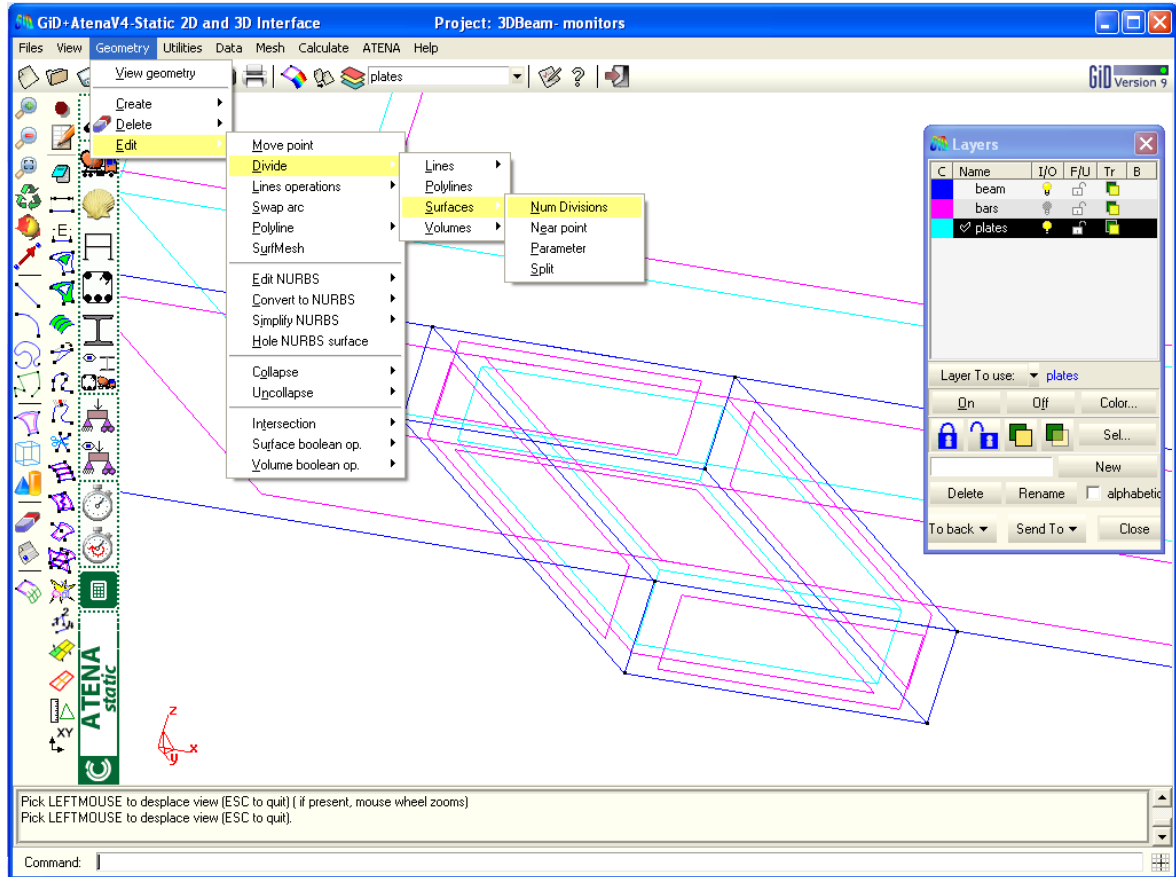 GiD+AtenaV4-Static 2D and 3D Interface Project: 3DBeam- monitors
Files View Geometry Utilities Data Mesh Calculate ATENA Help
plates
GiD Version 9
View geometry
Create
Delete
Edit
Move point
Divide
Lines operations
Swap arc
Polyline
SurfMesh
Edit NURBS
Convert to NURBS
Simplify NURBS
Hole NURBS surface
Collapse
Uncollapse
Intersection
Surface boolean op.
Volume boolean op.
Lines
Polylines
Surfaces
Volumes
Num Divisions
Near point
Parameter
Split
Layers
C Name I/O F/U Tr B
beam
bars
plates
Layer To use: plates
On Off Color...
Sel...
New
Delete Rename alphabetic
To back Send To Close
E
XY
ATENA
static
z
x
y
Pick LEFTMOUSE to desplace view (ESC to quit) ( if present, mouse wheel zooms)
Pick LEFTMOUSE to desplace view (ESC to quit).
Command: